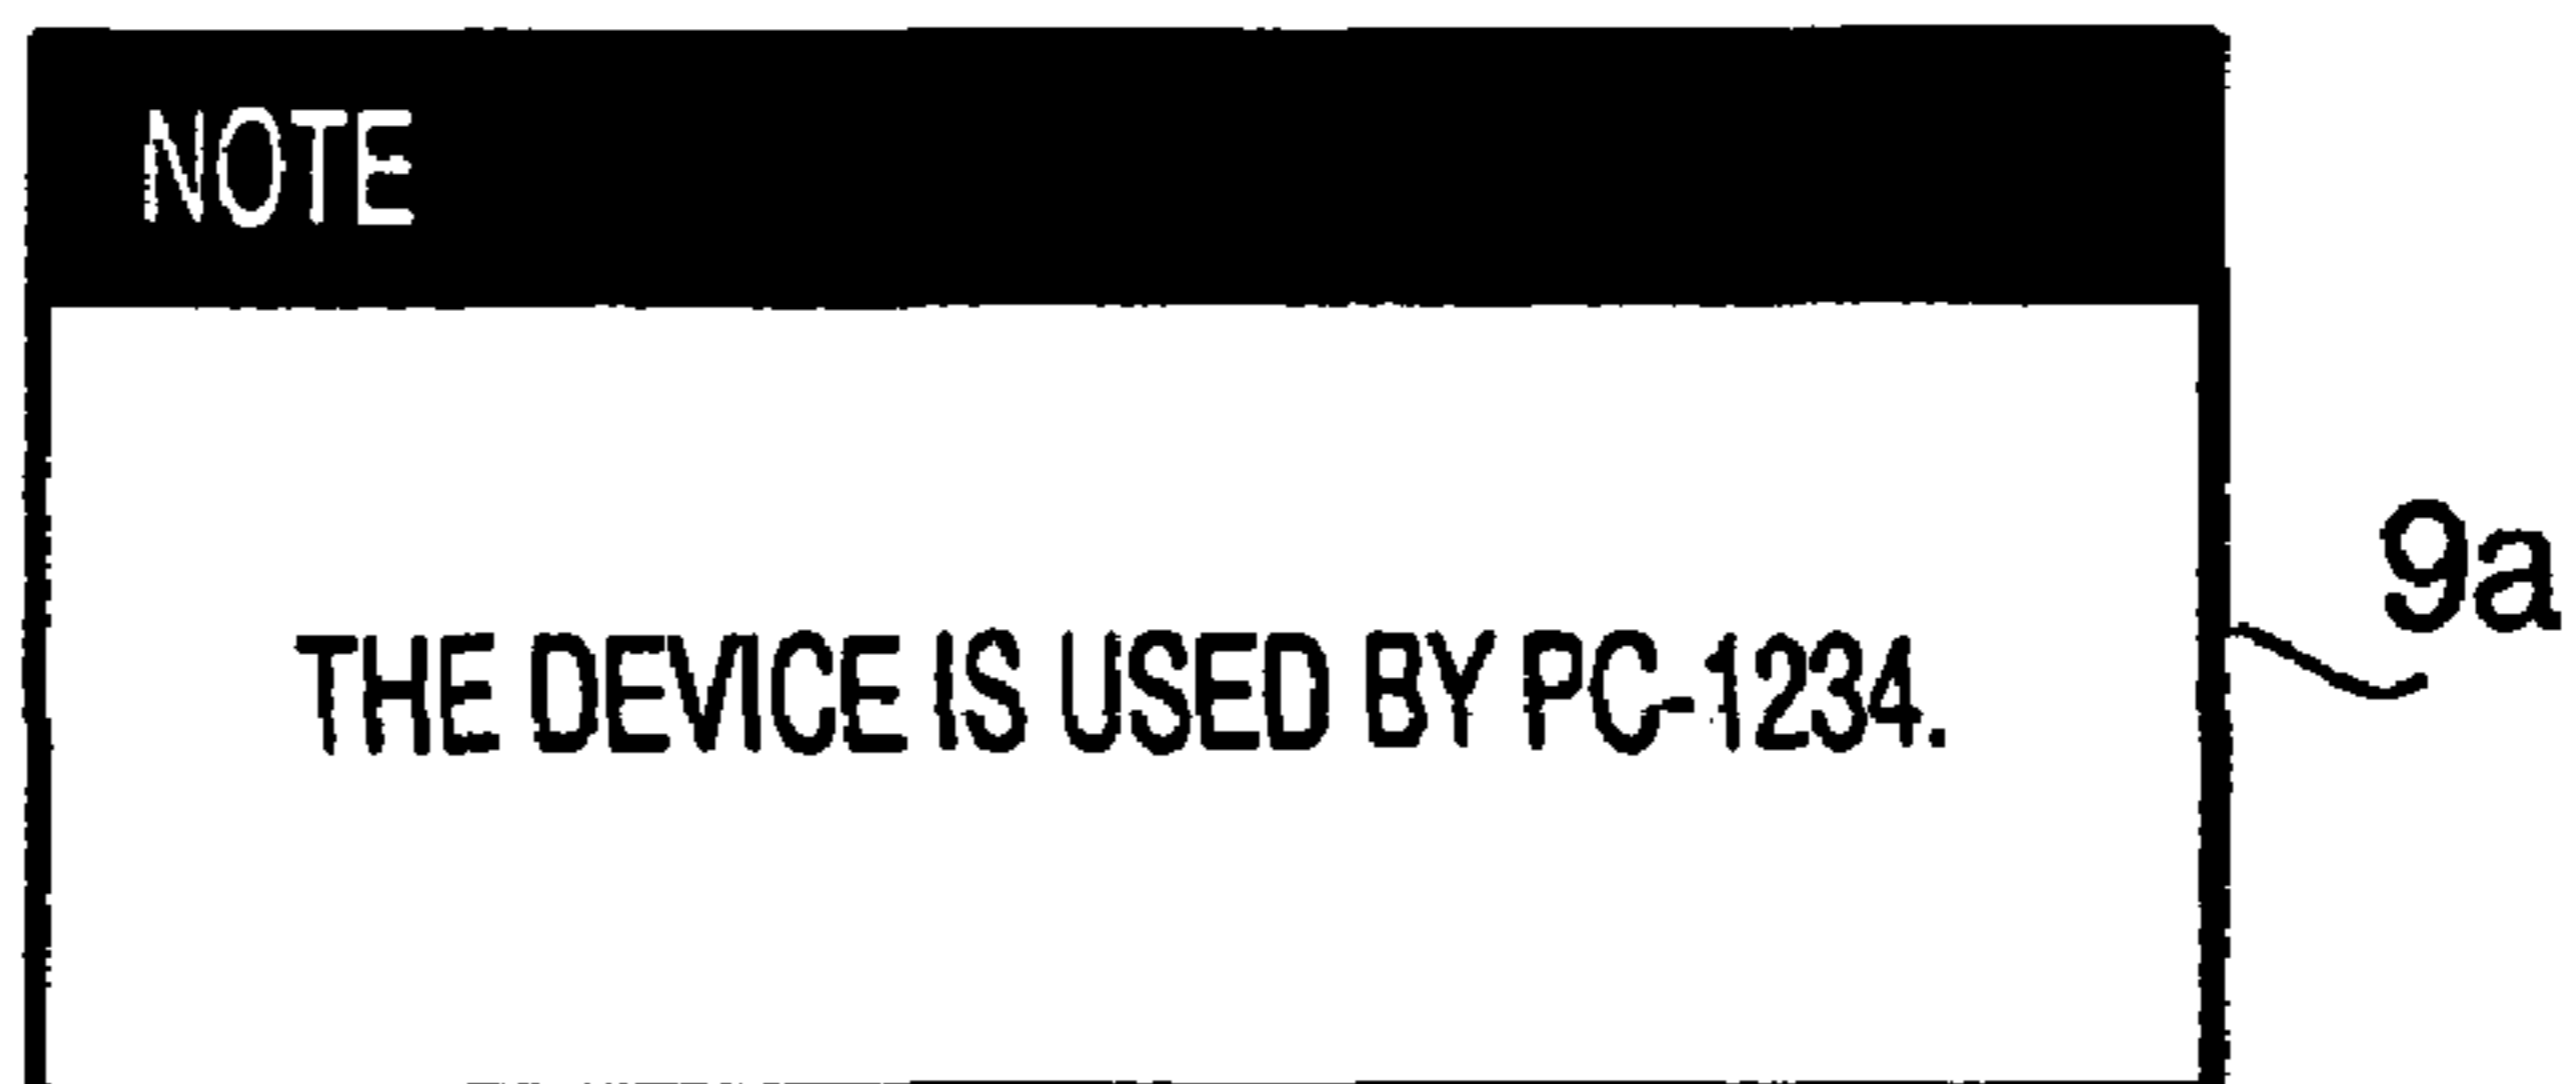 NOTE
9a
THE DEVICE IS USED BY PC-1234.